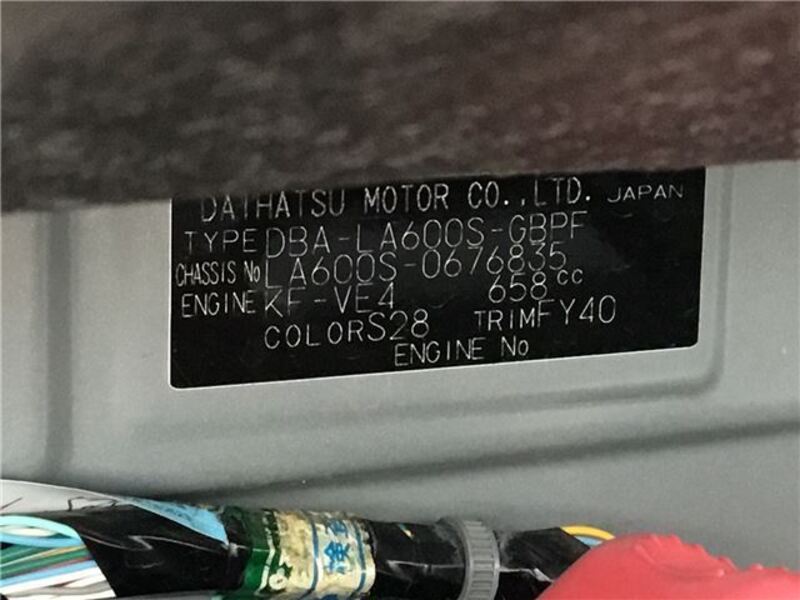 DAIHATSU MOTOR CO.,LTD. JAPAN
TYPE DBA-LA600S-GBPF
CHASSIS No LA600S-0676835
ENGINE KF-VE4 658cc
COLOR S28 TRIM FY40
ENGINE No
検